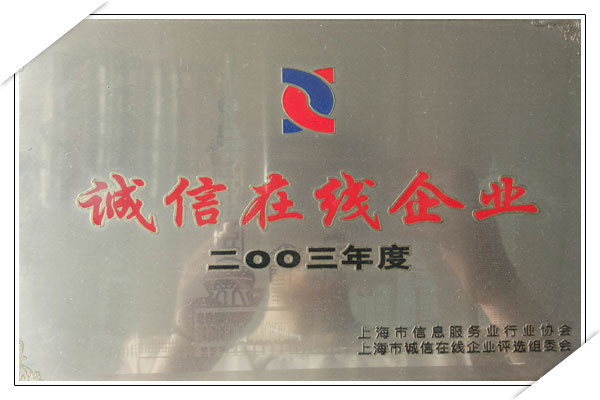 诚信在线企业
二OO三年度
上海市信息服务业行业协会
上海市诚信在线企业评选组委会